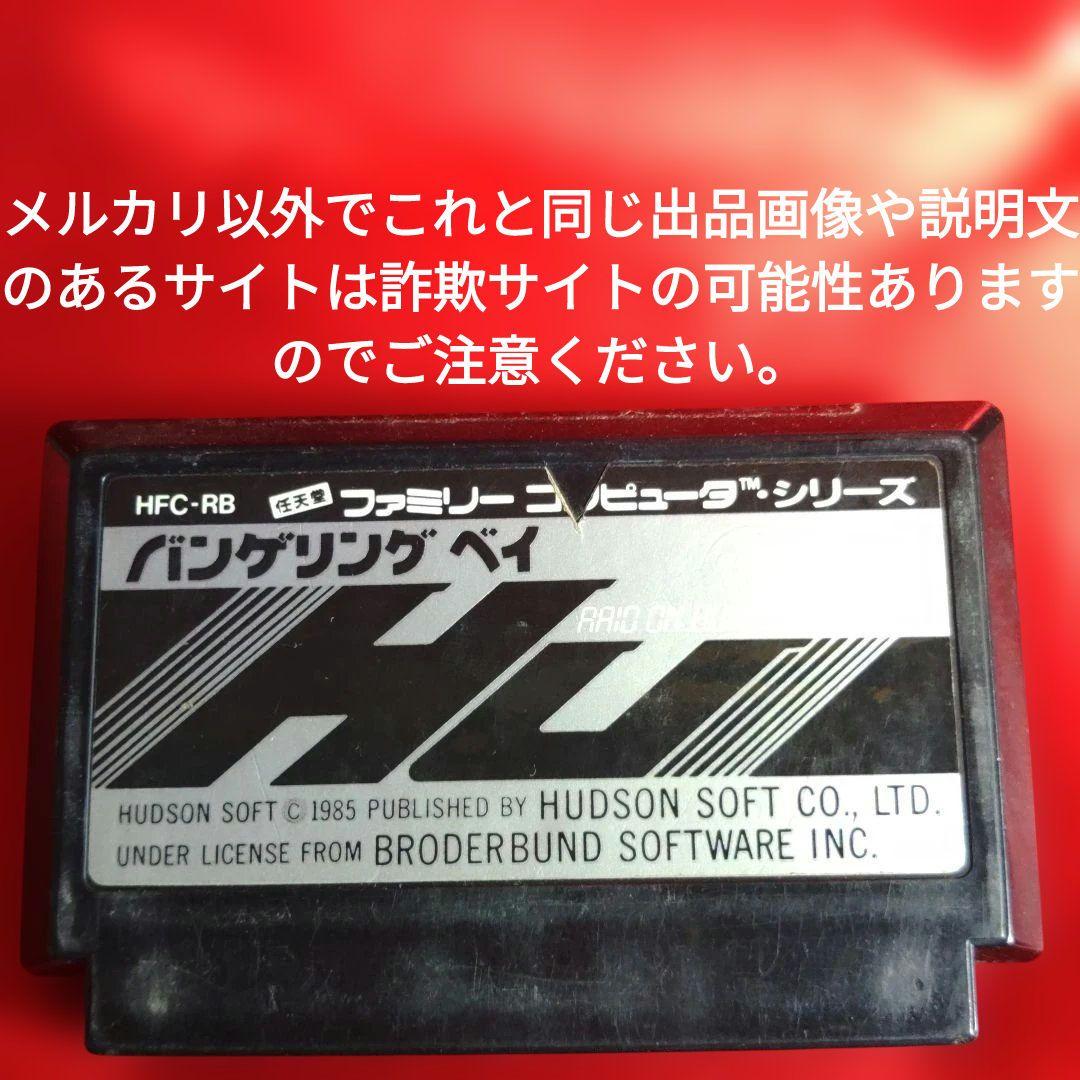 メルカリ以外でこれと同じ出品画像や説明文
のあるサイトは詐欺サイトの可能性あります
のでご注意ください。
HFC-RB 任天堂 ファミリー コンピュータ™・シリーズ
バンゲリング ベイ
RAID ON
HU
HUDSON SOFT © 1985 PUBLISHED BY HUDSON SOFT CO., LTD.
UNDER LICENSE FROM BRODERBUND SOFTWARE INC.